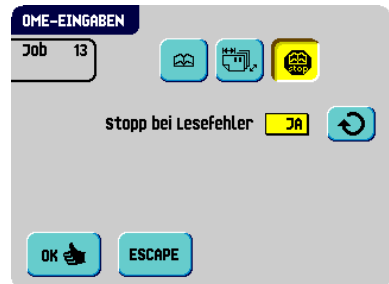 OME-EINGABEN
Job 13
stop
Stopp bei Lesefehler JA
OK ESCAPE